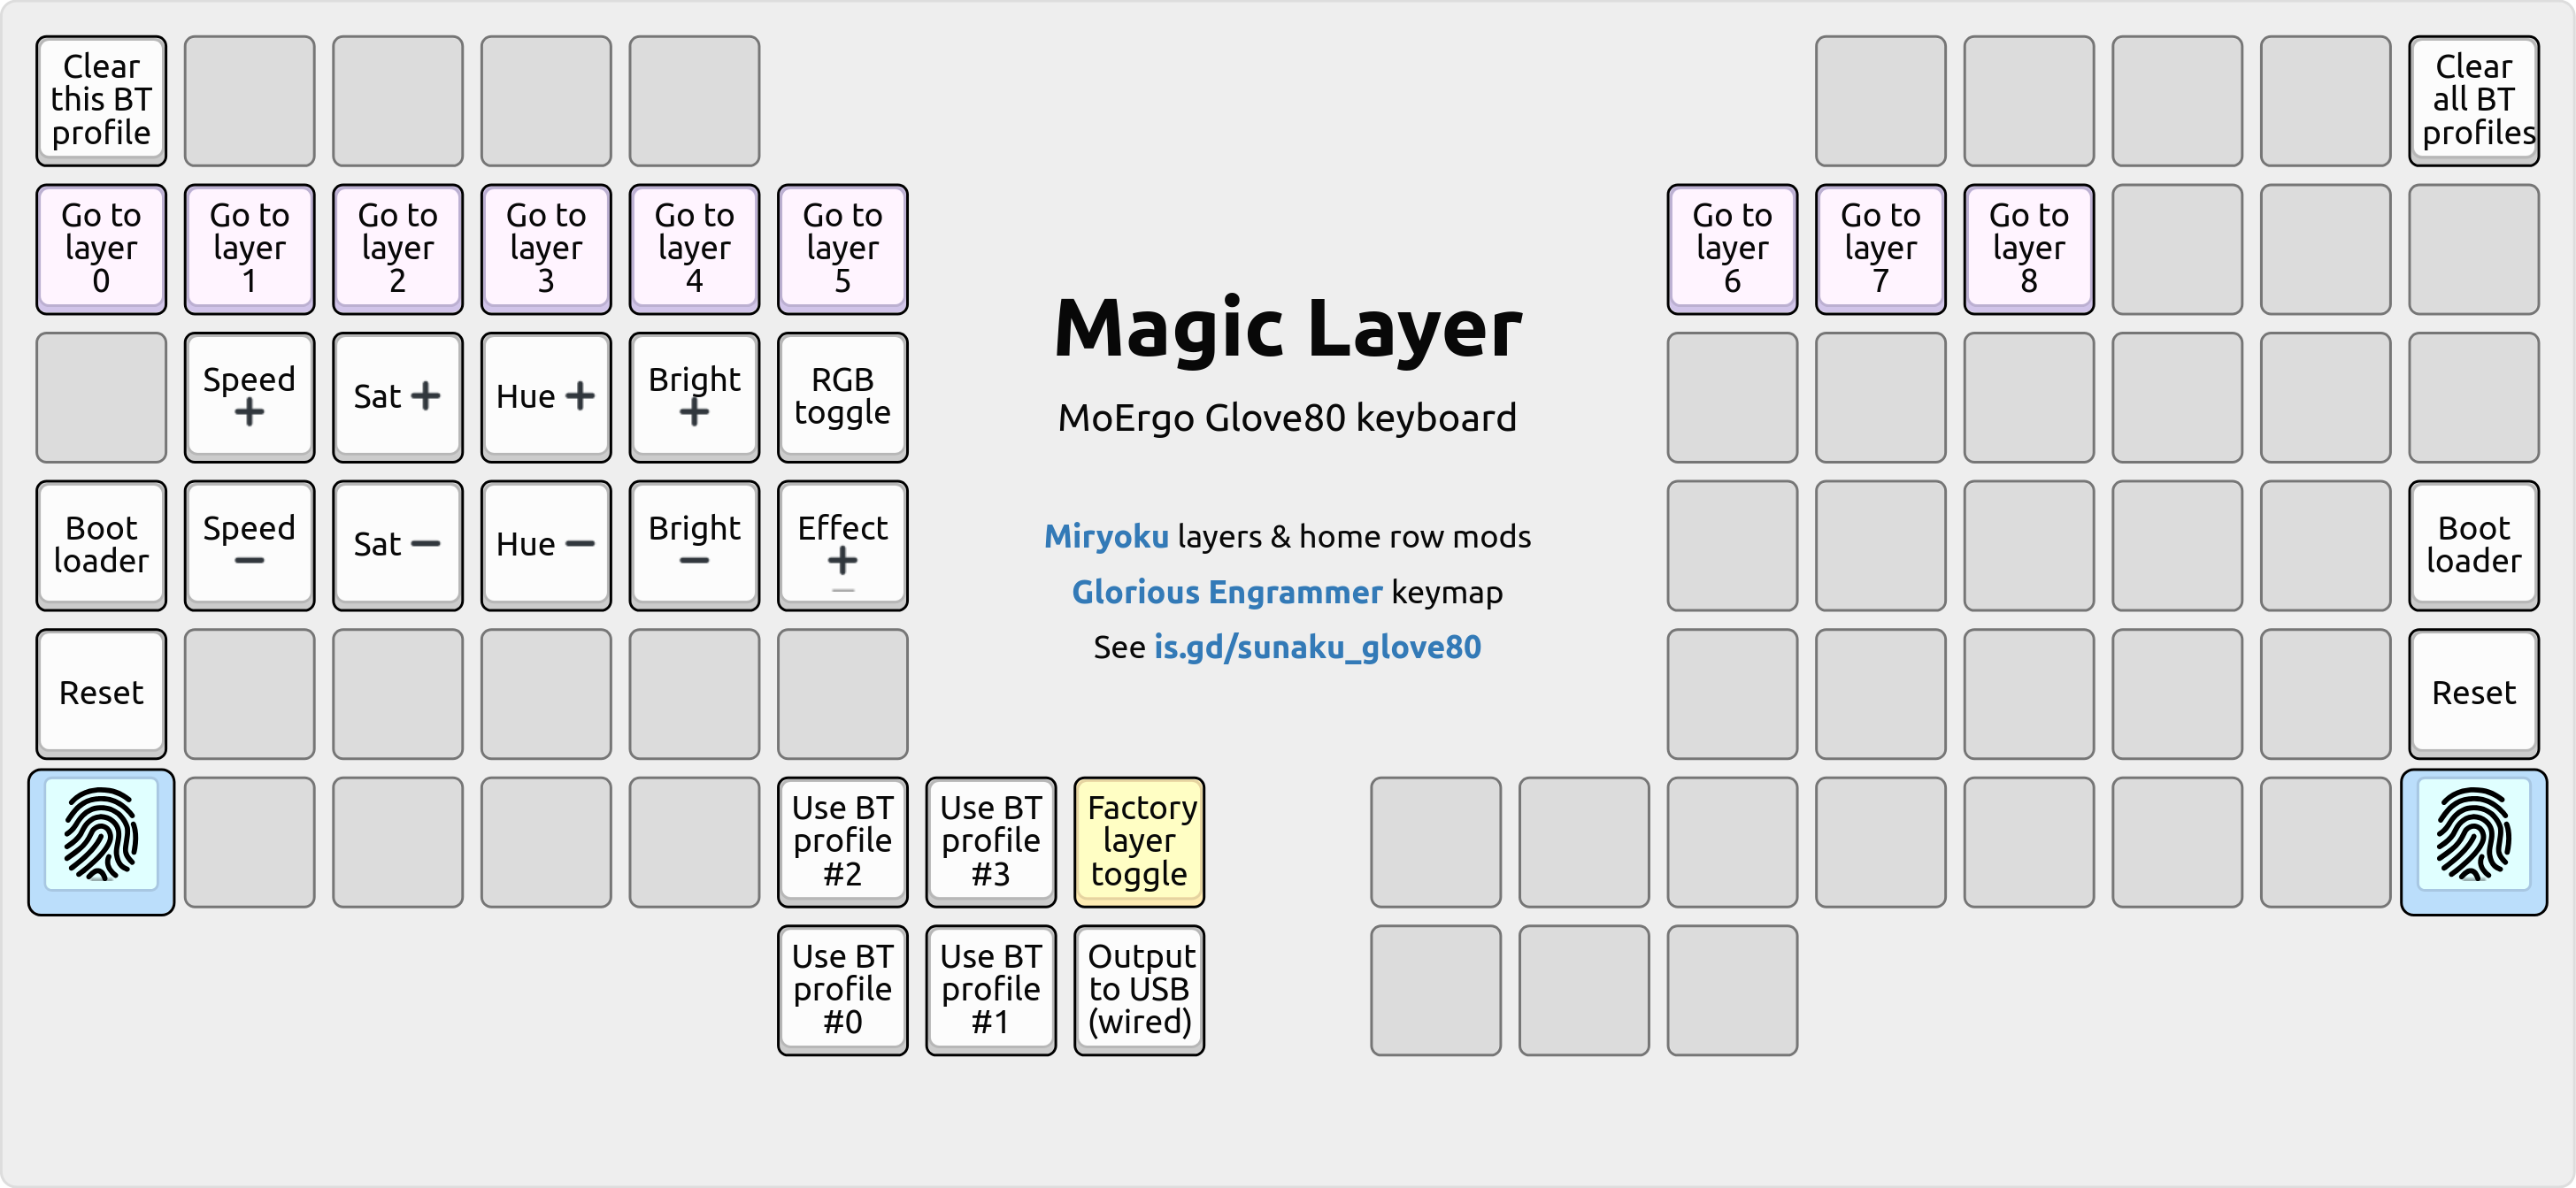 Clear
this BT
profile
Clear
all BT
profiles
Go to
layer
0
Go to
layer
1
Go to
layer
2
Go to
layer
3
Go to
layer
4
Go to
layer
5
Go to
layer
6
Go to
layer
7
Go to
layer
8
Magic Layer
MoErgo Glove80 keyboard
Miryoku layers & home row mods
Glorious Engrammer keymap
See is.gd/sunaku_glove80
Speed
+
Sat +
Hue +
Bright
+
RGB
toggle
Boot
loader
Speed
−
Sat −
Hue −
Bright
−
Effect
+
−
Boot
loader
Reset
Reset
Use BT
profile
#2
Use BT
profile
#3
Factory
layer
toggle
Use BT
profile
#0
Use BT
profile
#1
Output
to USB
(wired)